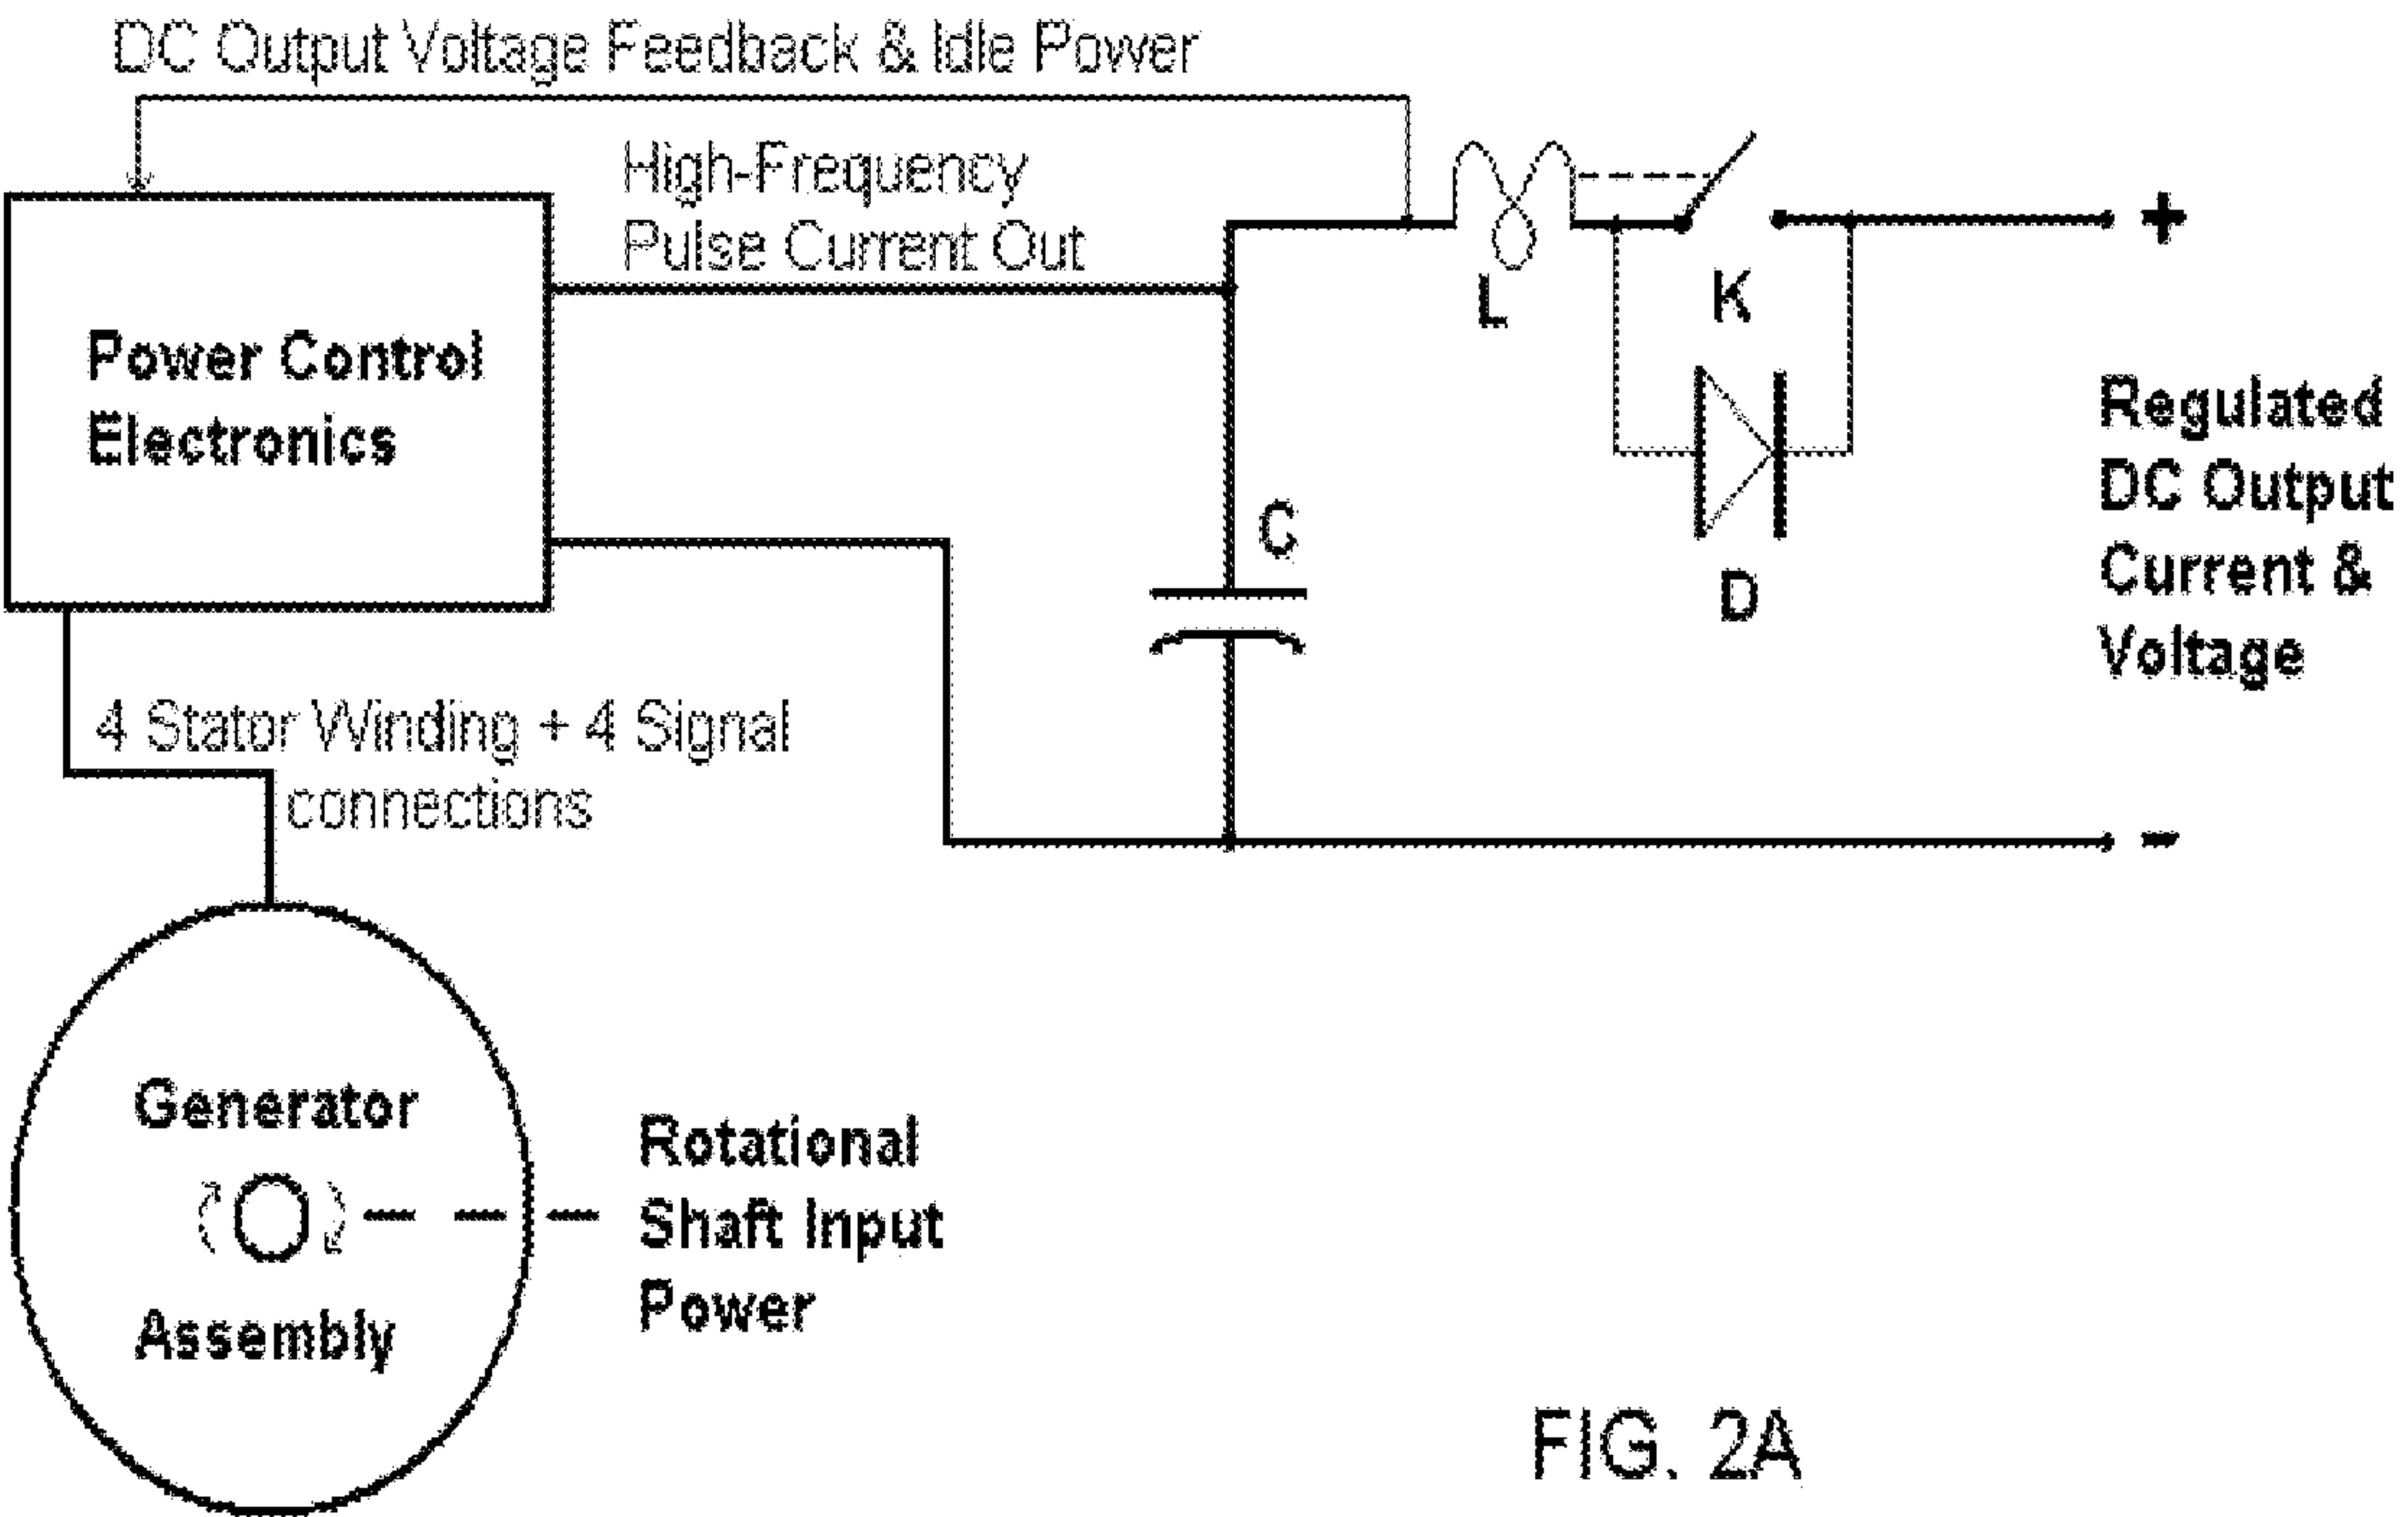 DC Output Voltage Feedback & Idle Power
High-Frequency
Pulse Current Out
+
L
K
Power Control
Electronics
Regulated
DC Output
Current &
Voltage
C
D
4 Stator Winding + 4 Signal
connections
-
Generator
Assembly
Rotational
Shaft Input
Power
FIG. 2A